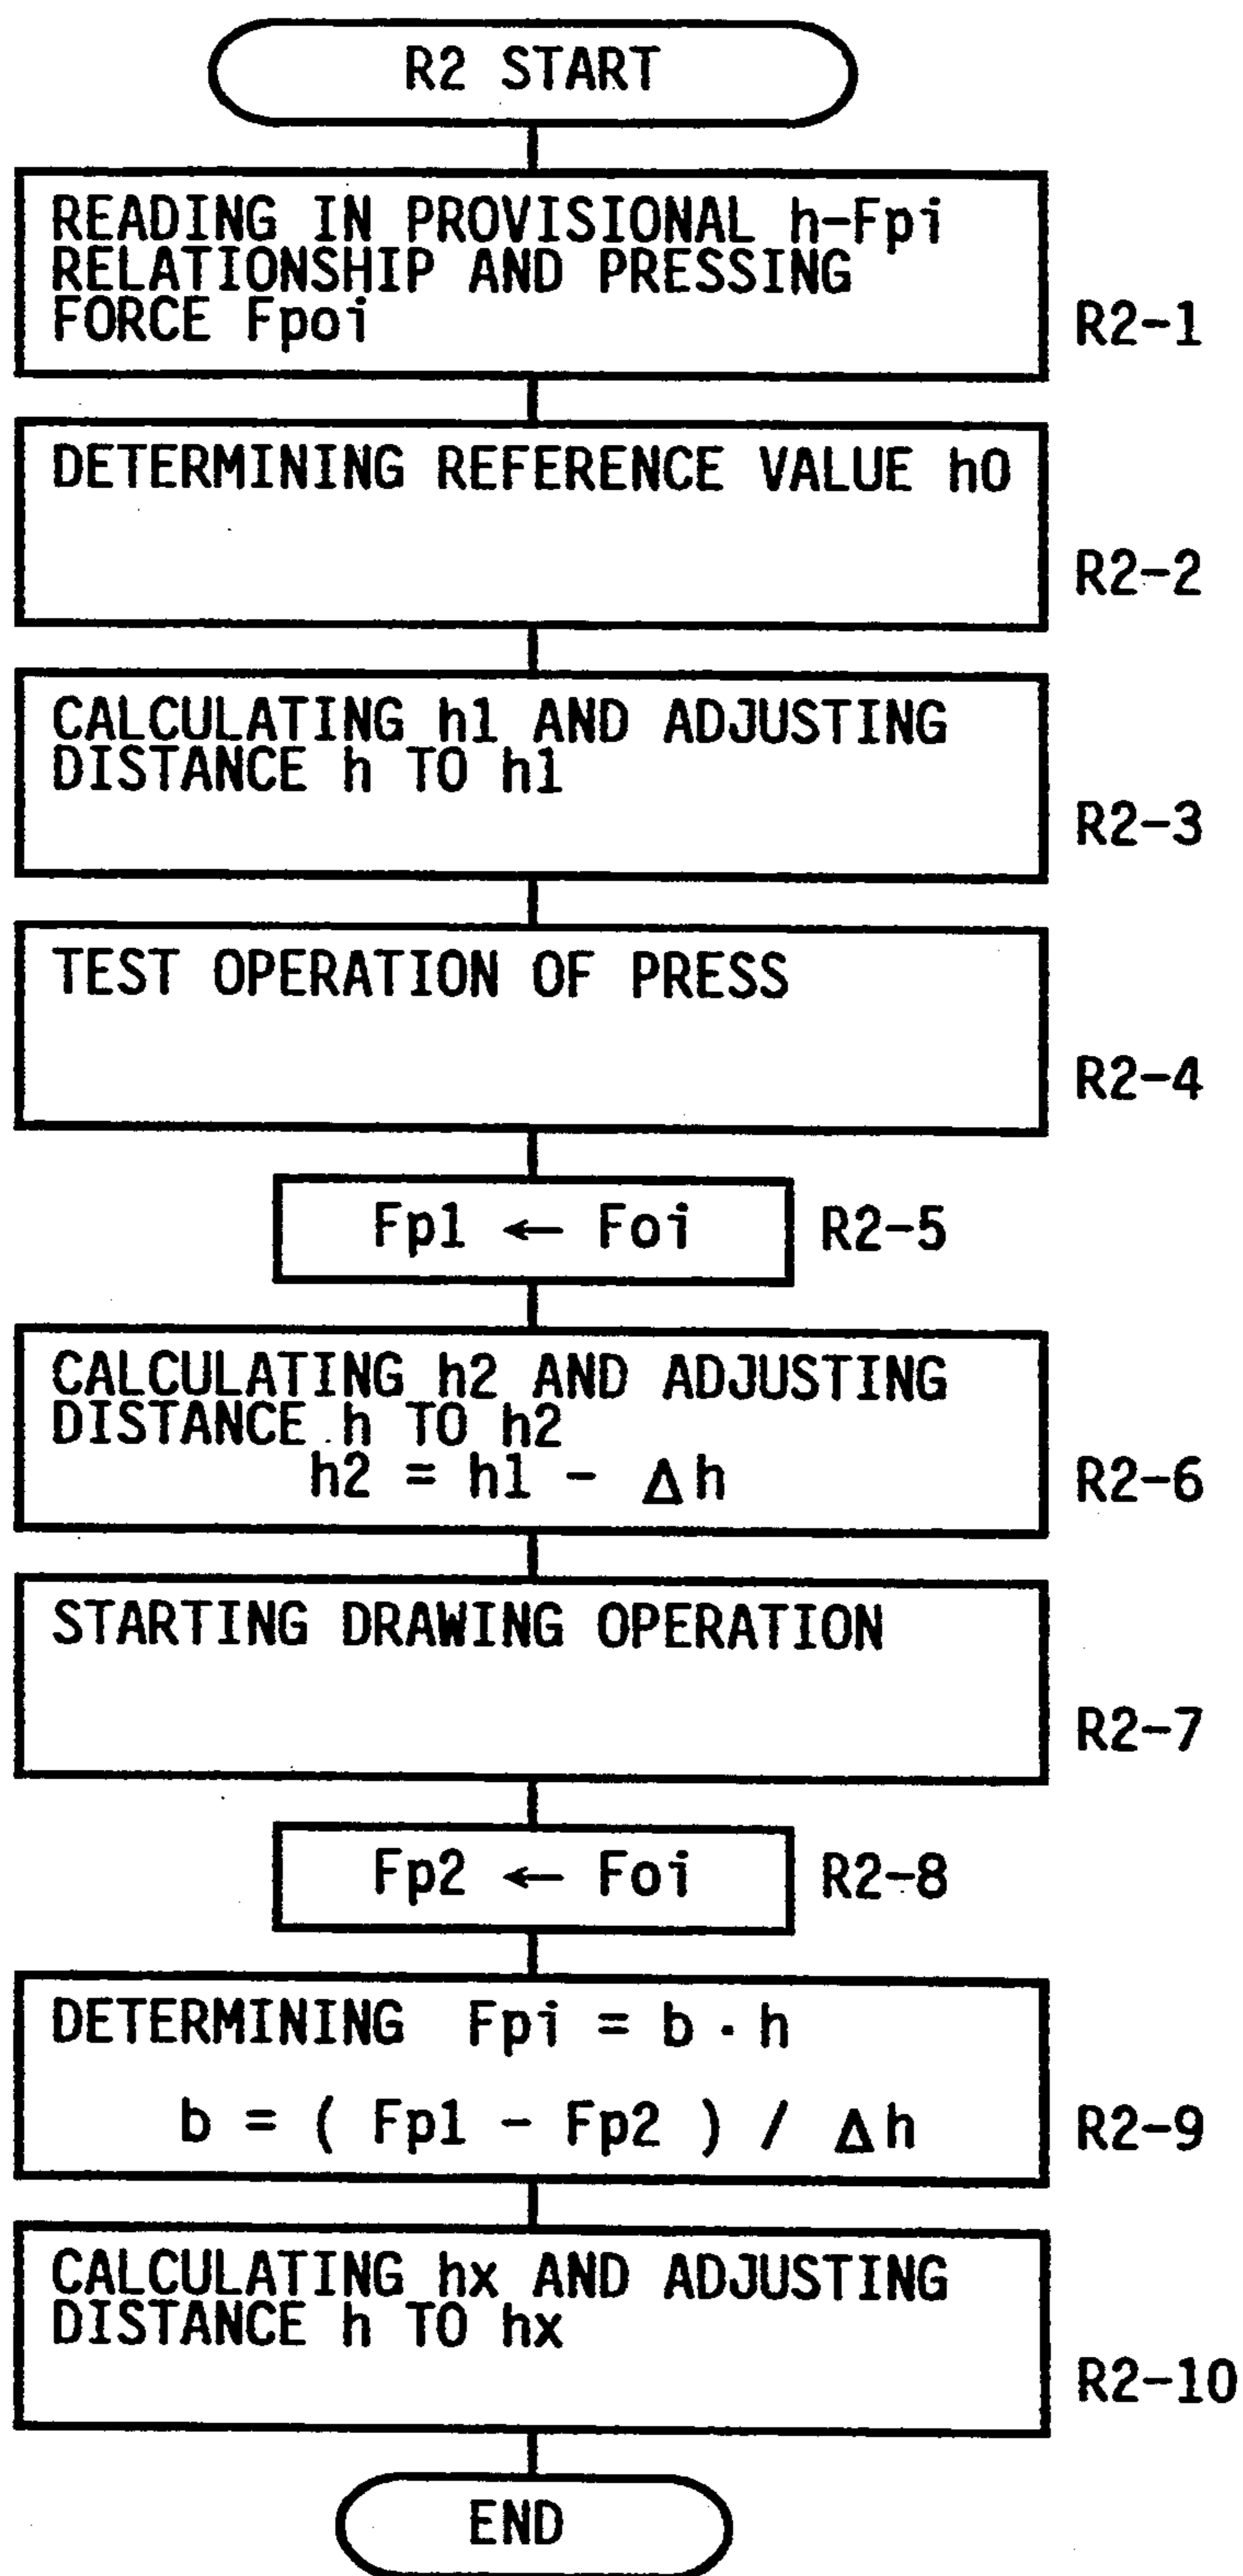 R2 START
READING IN PROVISIONAL h-Fpi
RELATIONSHIP AND PRESSING
FORCE Fpoi
R2-1
DETERMINING REFERENCE VALUE h0
R2-2
CALCULATING h1 AND ADJUSTING
DISTANCE h TO h1
R2-3
TEST OPERATION OF PRESS
R2-4
Fp1 ← Foi
R2-5
CALCULATING h2 AND ADJUSTING
DISTANCE h TO h2
h2 = h1 - Δh
R2-6
STARTING DRAWING OPERATION
R2-7
Fp2 ← Foi
R2-8
DETERMINING Fpi = b · h
b = ( Fp1 - Fp2 ) / Δh
R2-9
CALCULATING hx AND ADJUSTING
DISTANCE h TO hx
R2-10
END